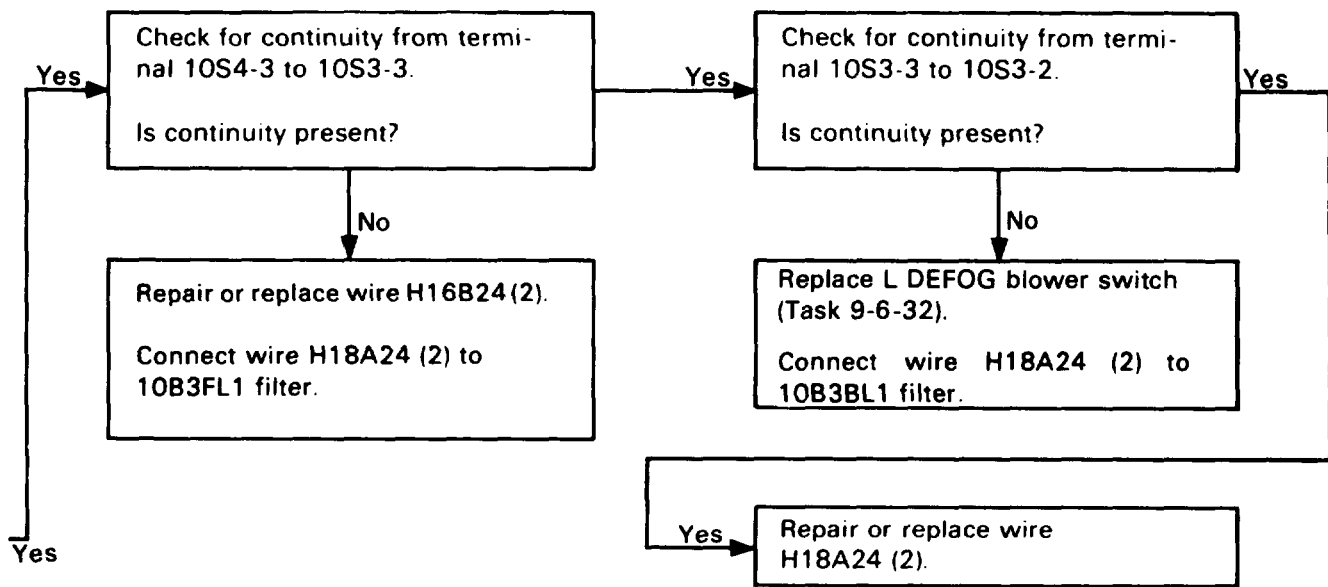 Yes
Check for continuity from termi-
nal 10S4-3 to 10S3-3.
Is continuity present?
Yes
Check for continuity from termi-
nal 10S3-3 to 10S3-2.
Is continuity present?
Yes
No
Repair or replace wire H16B24 (2).
Connect wire H18A24 (2) to
10B3FL1 filter.
No
Replace L DEFOG blower switch
(Task 9-6-32).
Connect wire H18A24 (2) to
10B3BL1 filter.
Yes
Yes
Repair or replace wire
H18A24 (2).